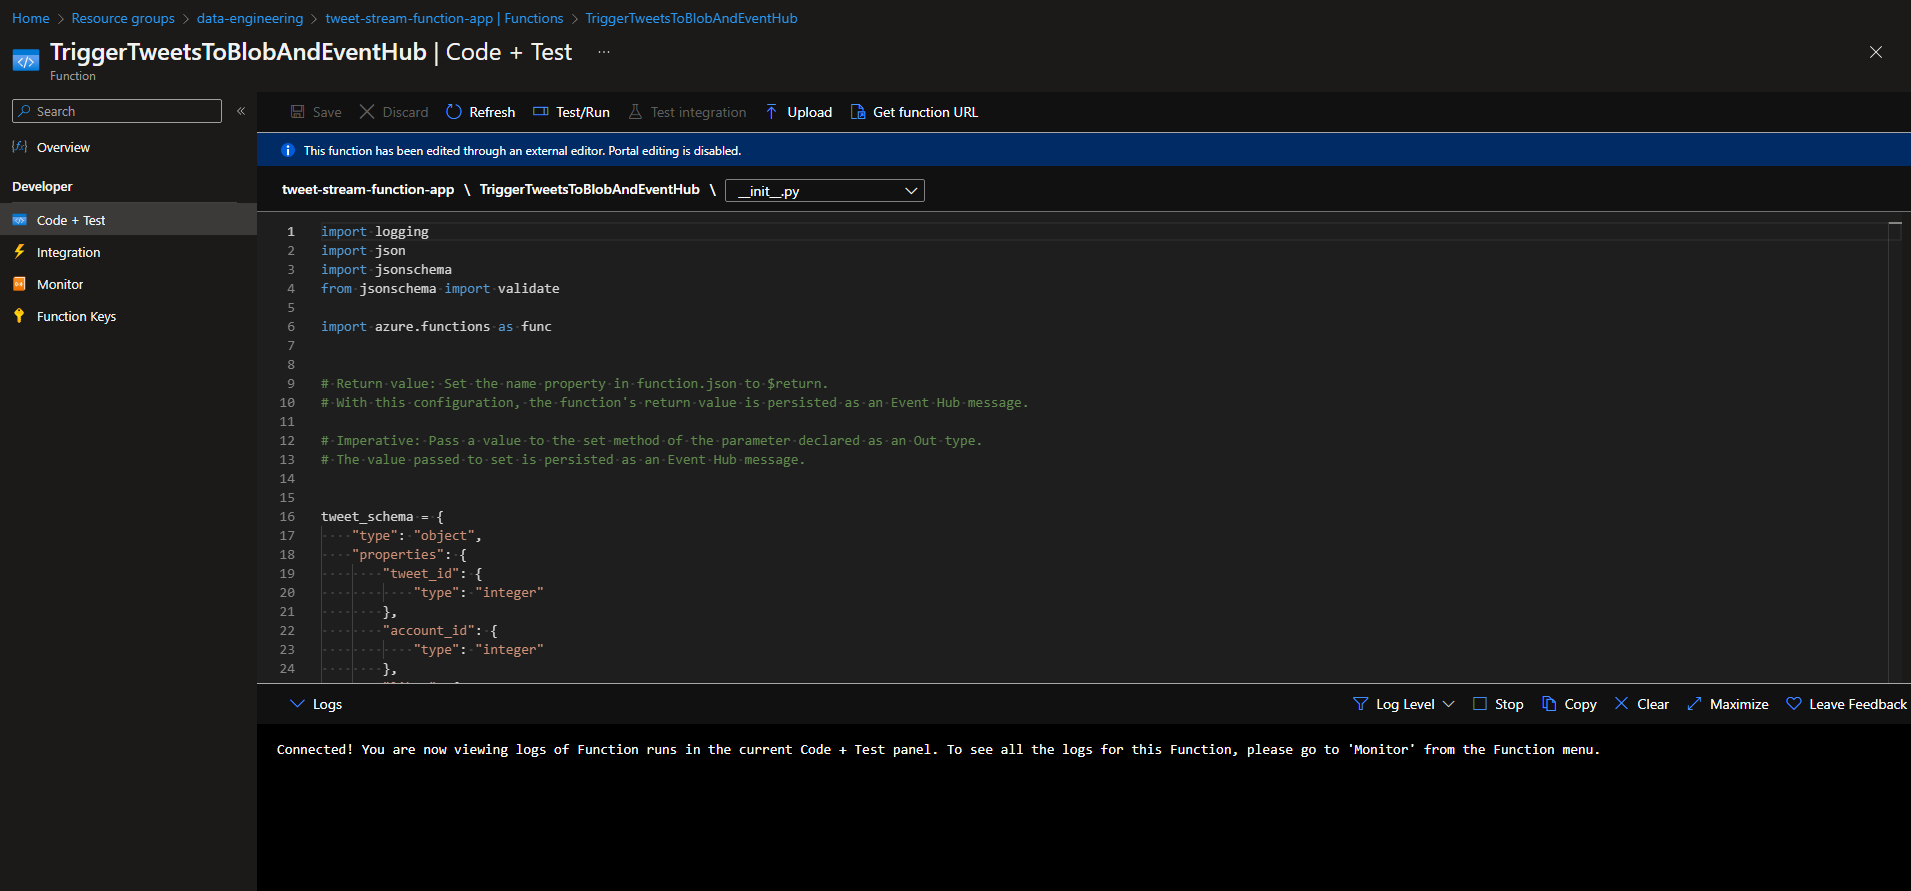 Home > Resource groups > data-engineering > tweet-stream-function-app | Functions > TriggerTweetsToBlobAndEventHub
TriggerTweetsToBlobAndEventHub | Code + Test ...
Function
Search «
Overview
Developer
Code + Test
Integration
Monitor
Function Keys
Save Discard Refresh Test/Run Test integration Upload Get function URL
This function has been edited through an external editor. Portal editing is disabled.
tweet-stream-function-app \ TriggerTweetsToBlobAndEventHub \ __init__.py
1 import logging
2 import json
3 import jsonschema
4 from jsonschema import validate
5
6 import azure.functions as func
7
8
9 # Return value: Set the name property in function.json to $return.
10 # With this configuration, the function's return value is persisted as an Event Hub message.
11
12 # Imperative: Pass a value to the set method of the parameter declared as an Out type.
13 # The value passed to set is persisted as an Event Hub message.
14
15
16 tweet_schema = {
17     "type": "object",
18     "properties": {
19         "tweet_id": {
20             "type": "integer"
21         },
22         "account_id": {
23             "type": "integer"
24         },
Logs Log Level Stop Copy Clear Maximize Leave Feedback
Connected! You are now viewing logs of Function runs in the current Code + Test panel. To see all the logs for this Function, please go to 'Monitor' from the Function menu.